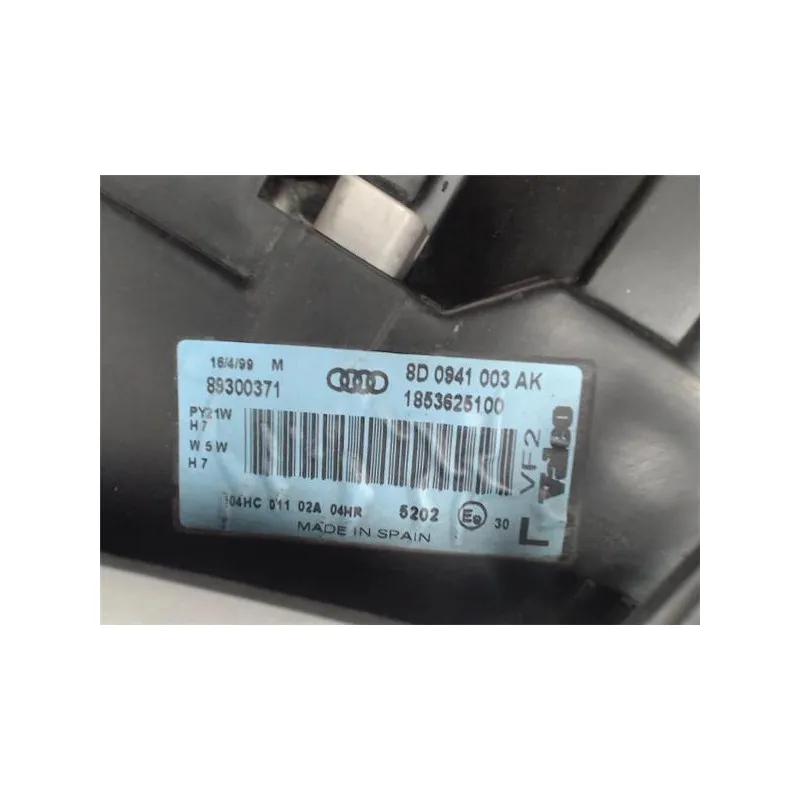 16/4/99 M
89300371
8D 0941 003 AK
1853625100
PY21W
H7
W5W
H7
VF2
Valeo
04HC 011 02A 04HR 5202 E9 30
MADE IN SPAIN
L